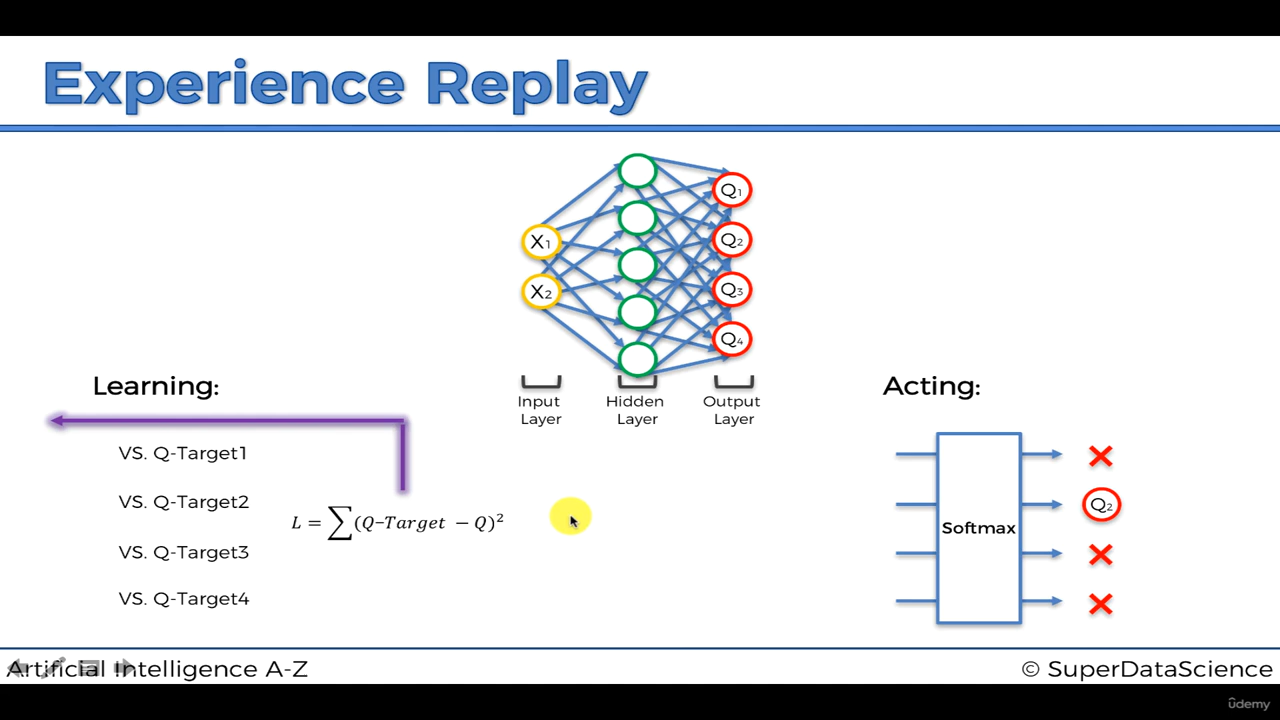 Experience Replay
X1
X2
Q1
Q2
Q3
Q4
Input Layer
Hidden Layer
Output Layer
Learning:
VS. Q-Target1
VS. Q-Target2
VS. Q-Target3
VS. Q-Target4
L = ∑(Q-Target - Q)²
Acting:
Softmax
Q2
Artificial Intelligence A-Z
© SuperDataScience
ûdemy